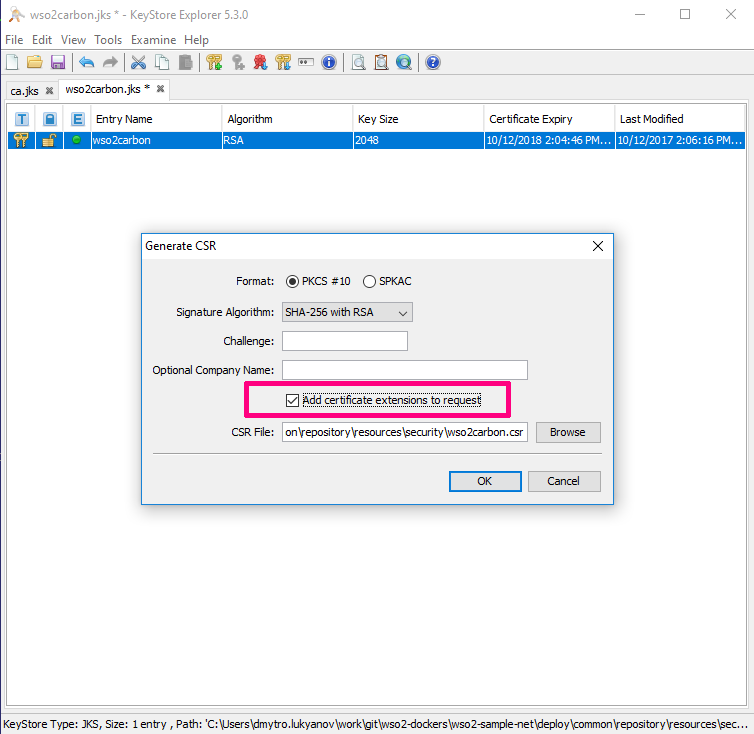 wso2carbon.jks * - KeyStore Explorer 5.3.0
File Edit View Tools Examine Help
ca.jks wso2carbon.jks *
T E Entry Name Algorithm Key Size Certificate Expiry Last Modified
wso2carbon RSA 2048 10/12/2018 2:04:46 PM... 10/12/2017 2:06:16 PM...
Generate CSR
Format: PKCS #10 SPKAC
Signature Algorithm: SHA-256 with RSA
Challenge:
Optional Company Name:
Add certificate extensions to request
CSR File: on\repository\resources\security\wso2carbon.csr Browse
OK Cancel
KeyStore Type: JKS, Size: 1 entry , Path: 'C:\Users\dmytro.lukyanov\work\git\wso2-dockers\wso2-sample-net\deploy\common\repository\resources\sec...